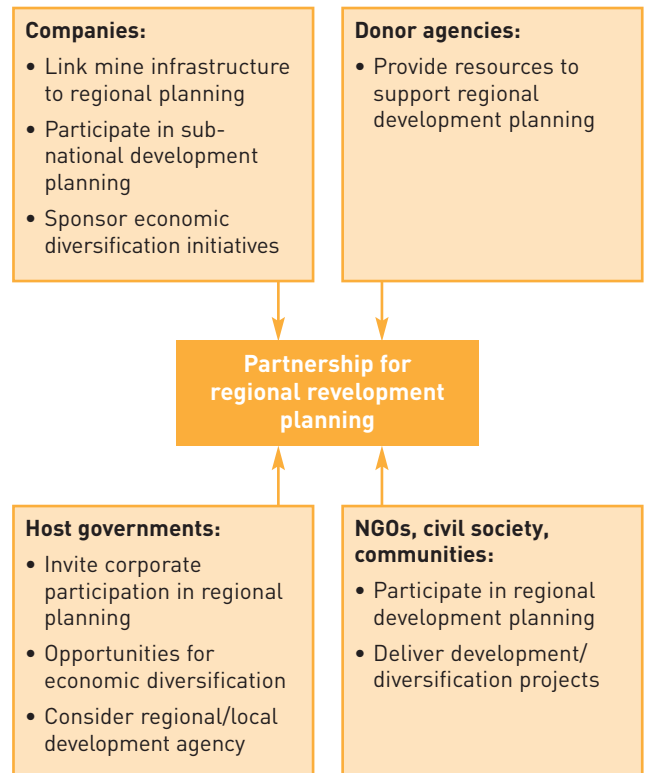 Companies:
• Link mine infrastructure
to regional planning
• Participate in sub-
national development
planning
• Sponsor economic
diversification initiatives
Donor agencies:
• Provide resources to
support regional
development planning
Partnership for
regional revelopment
planning
Host governments:
• Invite corporate
participation in regional
planning
• Opportunities for
economic diversification
• Consider regional/local
development agency
NGOs, civil society,
communities:
• Participate in regional
development planning
• Deliver development/
diversification projects